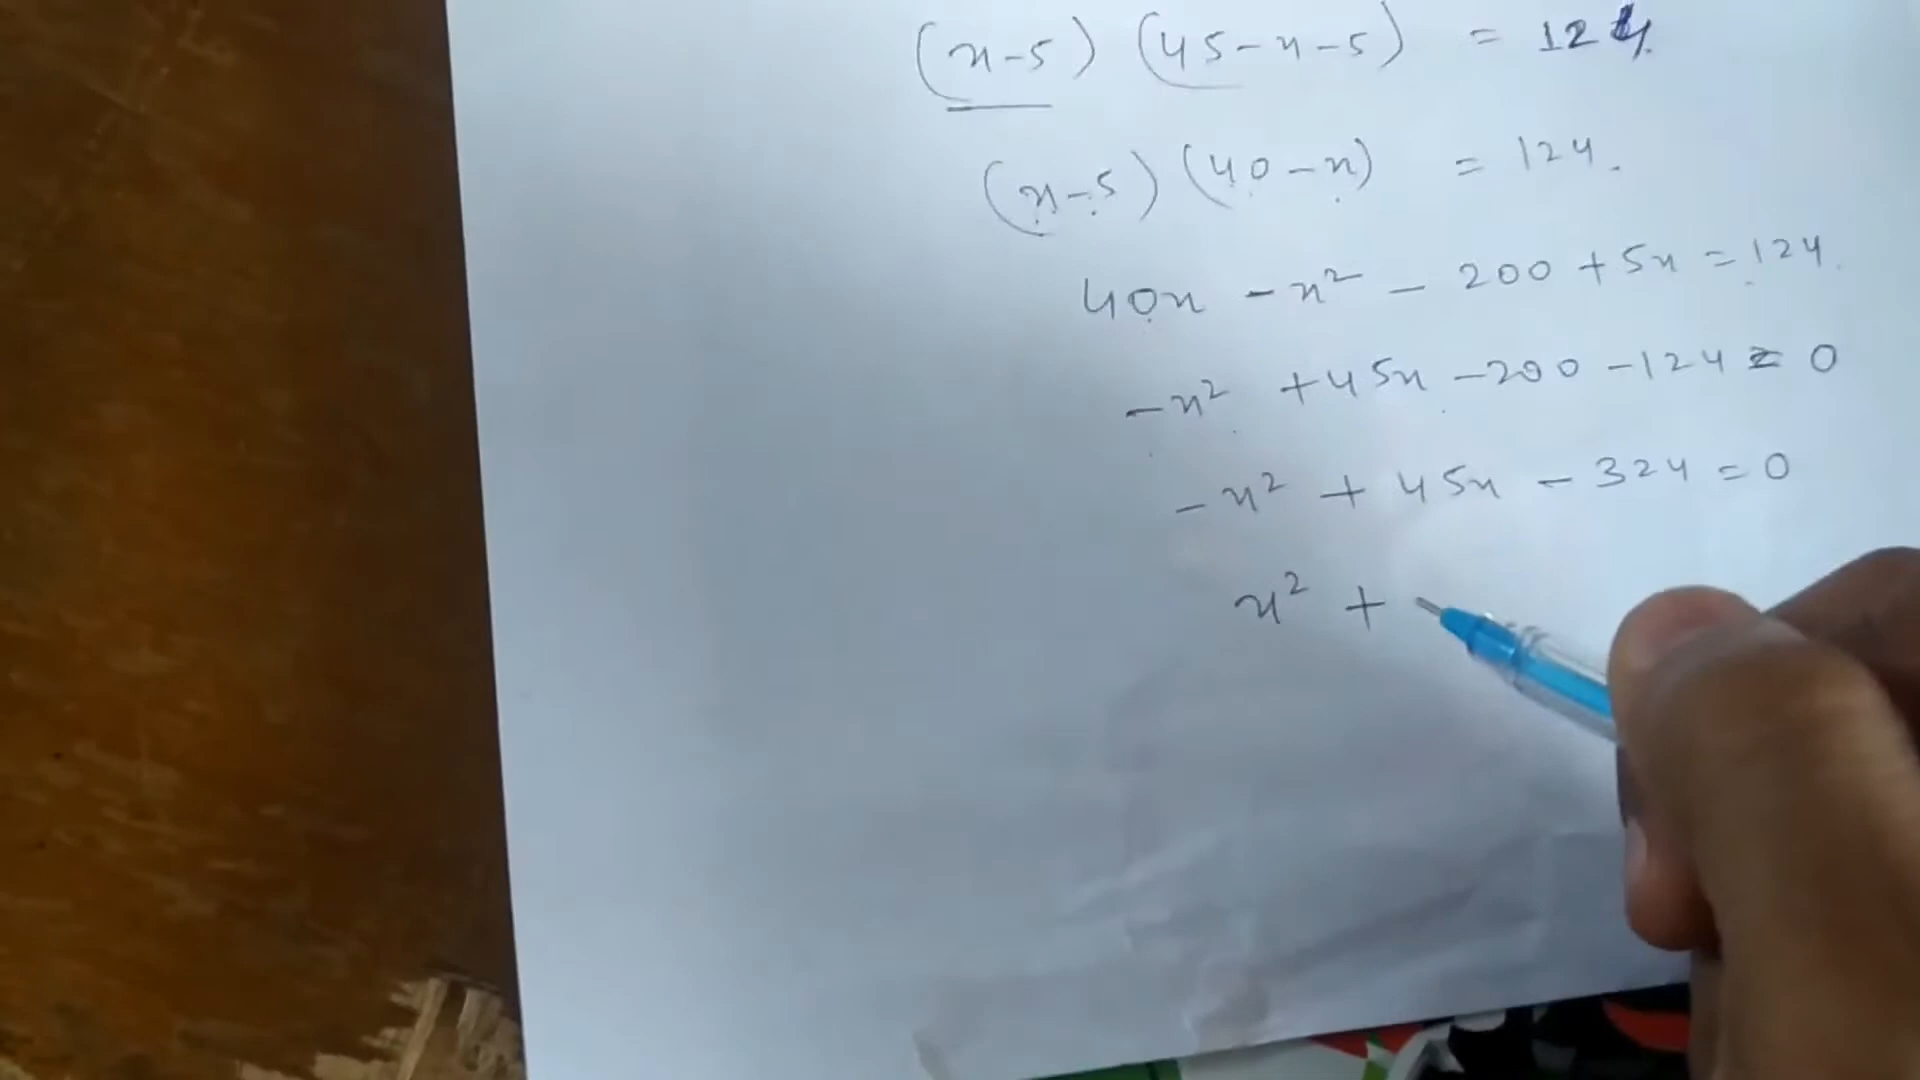 (x-5) (45-x-5) = 124
(x-5) (40-x) = 124.
40x - x² - 200 + 5x = 124.
-x² + 45x - 200 - 124 = 0
-x² + 45x - 324 = 0
x² +